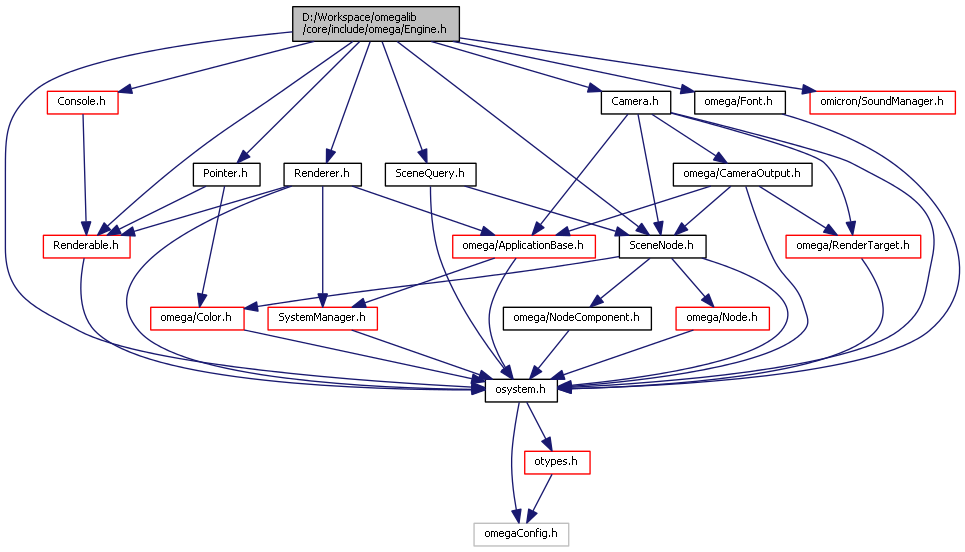 D:/Workspace/omegalib
/core/include/omega/Engine.h
Console.h
Camera.h
omega/Font.h
omicron/SoundManager.h
Pointer.h
Renderer.h
SceneQuery.h
omega/CameraOutput.h
Renderable.h
omega/ApplicationBase.h
SceneNode.h
omega/RenderTarget.h
omega/Color.h
SystemManager.h
omega/NodeComponent.h
omega/Node.h
osystem.h
otypes.h
omegaConfig.h